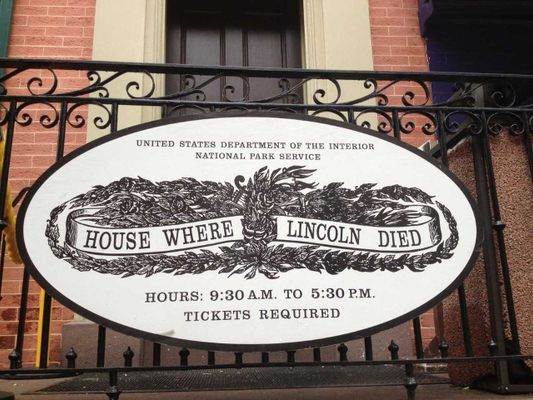 UNITED STATES DEPARTMENT OF THE INTERIOR
NATIONAL PARK SERVICE
HOUSE WHERE LINCOLN DIED
HOURS: 9:30 A.M. TO 5:30 P.M.
TICKETS REQUIRED